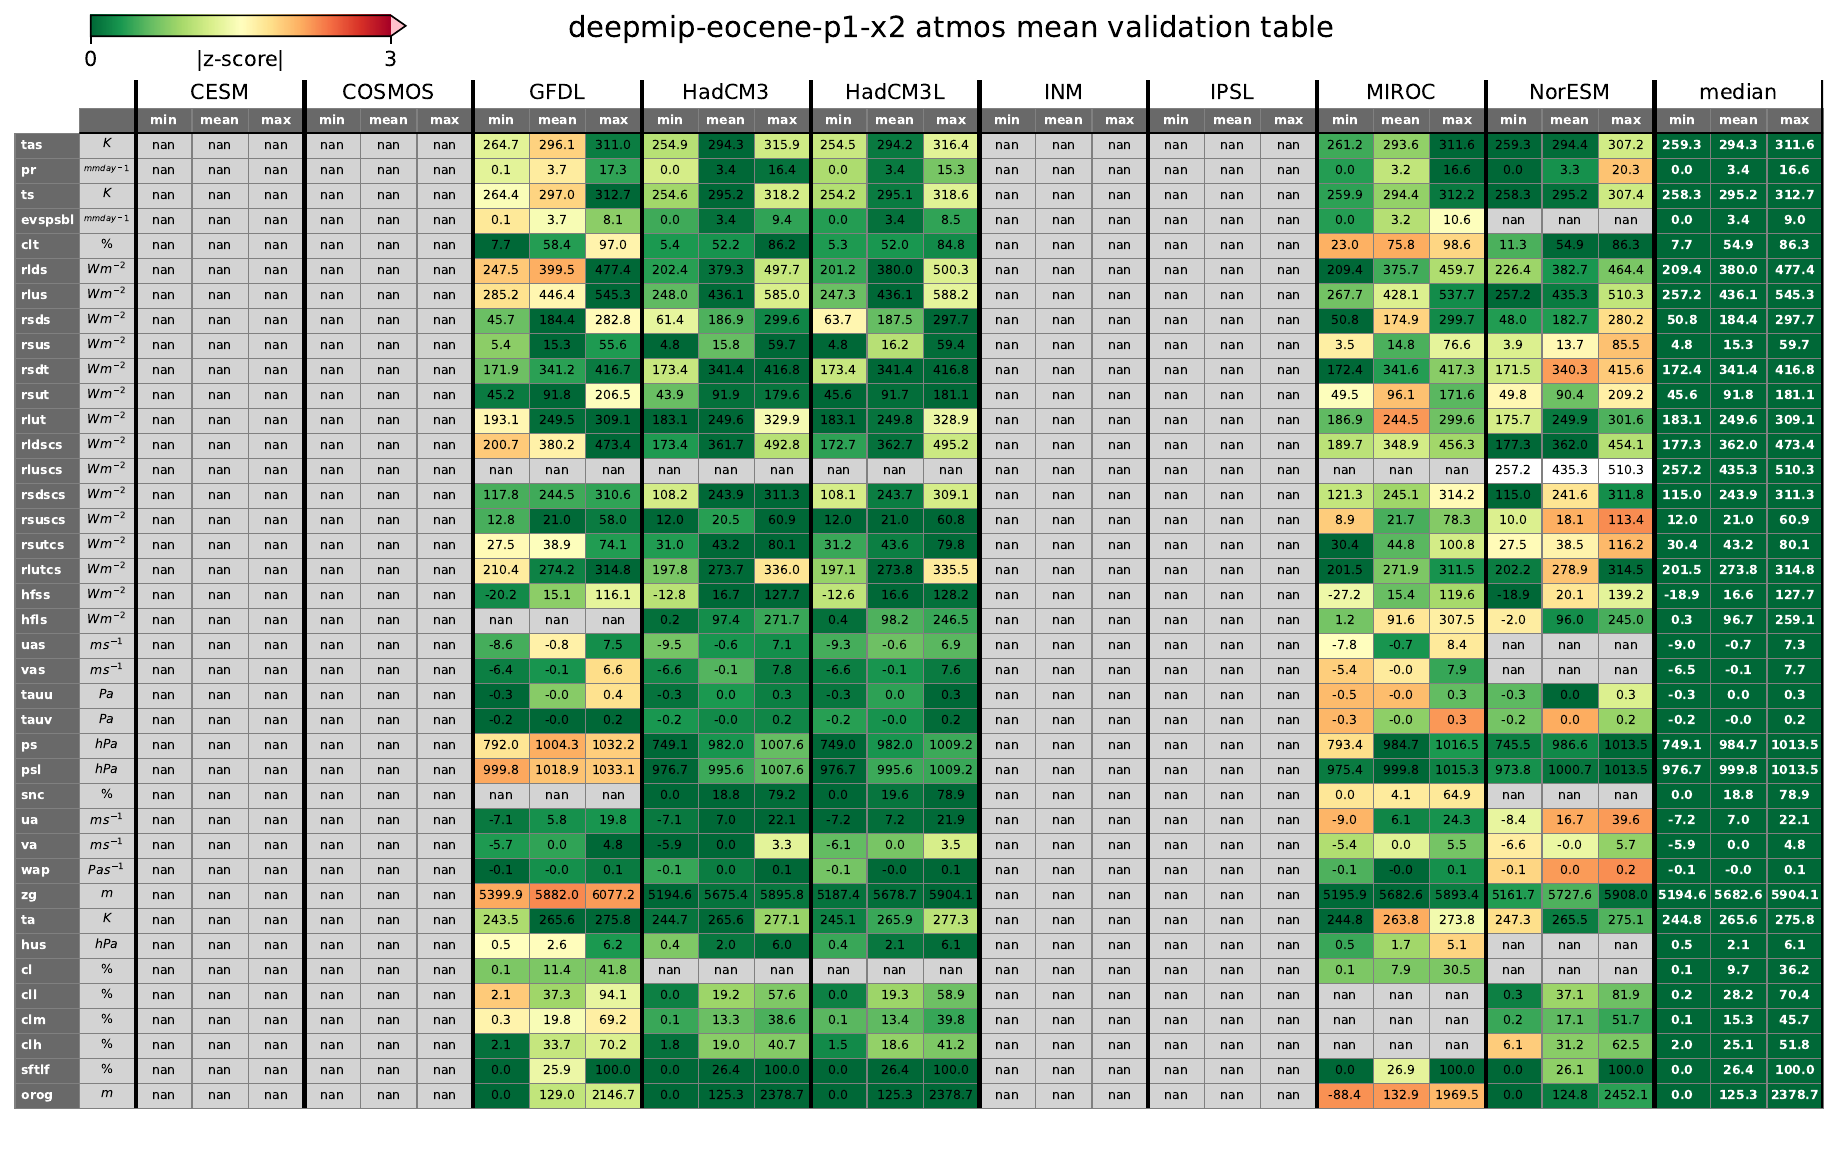 deepmip-eocene-p1-x2 atmos mean validation table
0 |z-score| 3
CESM COSMOS GFDL HadCM3 HadCM3L INM IPSL MIROC NorESM median
min mean max min mean max min mean max min mean max min mean max min mean max min mean max min mean max min mean max min mean max
tas K nan nan nan nan nan nan 264.7 296.1 311.0 254.9 294.3 315.9 254.5 294.2 316.4 nan nan nan nan nan nan 261.2 293.6 311.6 259.3 294.4 307.2 259.3 294.3 311.6
pr mmday−1 nan nan nan nan nan nan 0.1 3.7 17.3 0.0 3.4 16.4 0.0 3.4 15.3 nan nan nan nan nan nan 0.0 3.2 16.6 0.0 3.3 20.3 0.0 3.4 16.6
ts K nan nan nan nan nan nan 264.4 297.0 312.7 254.6 295.2 318.2 254.2 295.1 318.6 nan nan nan nan nan nan 259.9 294.4 312.2 258.3 295.2 307.4 258.3 295.2 312.7
evspsbl mmday−1 nan nan nan nan nan nan 0.1 3.7 8.1 0.0 3.4 9.4 0.0 3.4 8.5 nan nan nan nan nan nan 0.0 3.2 10.6 nan nan nan 0.0 3.4 9.0
clt % nan nan nan nan nan nan 7.7 58.4 97.0 5.4 52.2 86.2 5.3 52.0 84.8 nan nan nan nan nan nan 23.0 75.8 98.6 11.3 54.9 86.3 7.7 54.9 86.3
rlds Wm−2 nan nan nan nan nan nan 247.5 399.5 477.4 202.4 379.3 497.7 201.2 380.0 500.3 nan nan nan nan nan nan 209.4 375.7 459.7 226.4 382.7 464.4 209.4 380.0 477.4
rlus Wm−2 nan nan nan nan nan nan 285.2 446.4 545.3 248.0 436.1 585.0 247.3 436.1 588.2 nan nan nan nan nan nan 267.7 428.1 537.7 257.2 435.3 510.3 257.2 436.1 545.3
rsds Wm−2 nan nan nan nan nan nan 45.7 184.4 282.8 61.4 186.9 299.6 63.7 187.5 297.7 nan nan nan nan nan nan 50.8 174.9 299.7 48.0 182.7 280.2 50.8 184.4 297.7
rsus Wm−2 nan nan nan nan nan nan 5.4 15.3 55.6 4.8 15.8 59.7 4.8 16.2 59.4 nan nan nan nan nan nan 3.5 14.8 76.6 3.9 13.7 85.5 4.8 15.3 59.7
rsdt Wm−2 nan nan nan nan nan nan 171.9 341.2 416.7 173.4 341.4 416.8 173.4 341.4 416.8 nan nan nan nan nan nan 172.4 341.6 417.3 171.5 340.3 415.6 172.4 341.4 416.8
rsut Wm−2 nan nan nan nan nan nan 45.2 91.8 206.5 43.9 91.9 179.6 45.6 91.7 181.1 nan nan nan nan nan nan 49.5 96.1 171.6 49.8 90.4 209.2 45.6 91.8 181.1
rlut Wm−2 nan nan nan nan nan nan 193.1 249.5 309.1 183.1 249.6 329.9 183.1 249.8 328.9 nan nan nan nan nan nan 186.9 244.5 299.6 175.7 249.9 301.6 183.1 249.6 309.1
rldscs Wm−2 nan nan nan nan nan nan 200.7 380.2 473.4 173.4 361.7 492.8 172.7 362.7 495.2 nan nan nan nan nan nan 189.7 348.9 456.3 177.3 362.0 454.1 177.3 362.0 473.4
rluscs Wm−2 nan nan nan nan nan nan nan nan nan nan nan nan nan nan nan nan nan nan nan nan nan nan nan nan 257.2 435.3 510.3 257.2 435.3 510.3
rsdscs Wm−2 nan nan nan nan nan nan 117.8 244.5 310.6 108.2 243.9 311.3 108.1 243.7 309.1 nan nan nan nan nan nan 121.3 245.1 314.2 115.0 241.6 311.8 115.0 243.9 311.3
rsuscs Wm−2 nan nan nan nan nan nan 12.8 21.0 58.0 12.0 20.5 60.9 12.0 21.0 60.8 nan nan nan nan nan nan 8.9 21.7 78.3 10.0 18.1 113.4 12.0 21.0 60.9
rsutcs Wm−2 nan nan nan nan nan nan 27.5 38.9 74.1 31.0 43.2 80.1 31.2 43.6 79.8 nan nan nan nan nan nan 30.4 44.8 100.8 27.5 38.5 116.2 30.4 43.2 80.1
rlutcs Wm−2 nan nan nan nan nan nan 210.4 274.2 314.8 197.8 273.7 336.0 197.1 273.8 335.5 nan nan nan nan nan nan 201.5 271.9 311.5 202.2 278.9 314.5 201.5 273.8 314.8
hfss Wm−2 nan nan nan nan nan nan -20.2 15.1 116.1 -12.8 16.7 127.7 -12.6 16.6 128.2 nan nan nan nan nan nan -27.2 15.4 119.6 -18.9 20.1 139.2 -18.9 16.6 127.7
hfls Wm−2 nan nan nan nan nan nan nan nan nan 0.2 97.4 271.7 0.4 98.2 246.5 nan nan nan nan nan nan 1.2 91.6 307.5 -2.0 96.0 245.0 0.3 96.7 259.1
uas ms−1 nan nan nan nan nan nan -8.6 -0.8 7.5 -9.5 -0.6 7.1 -9.3 -0.6 6.9 nan nan nan nan nan nan -7.8 -0.7 8.4 nan nan nan -9.0 -0.7 7.3
vas ms−1 nan nan nan nan nan nan -6.4 -0.1 6.6 -6.6 -0.1 7.8 -6.6 -0.1 7.6 nan nan nan nan nan nan -5.4 -0.0 7.9 nan nan nan -6.5 -0.1 7.7
tauu Pa nan nan nan nan nan nan -0.3 -0.0 0.4 -0.3 0.0 0.3 -0.3 0.0 0.3 nan nan nan nan nan nan -0.5 -0.0 0.3 -0.3 0.0 0.3 -0.3 0.0 0.3
tauv Pa nan nan nan nan nan nan -0.2 -0.0 0.2 -0.2 -0.0 0.2 -0.2 -0.0 0.2 nan nan nan nan nan nan -0.3 -0.0 0.3 -0.2 0.0 0.2 -0.2 -0.0 0.2
ps hPa nan nan nan nan nan nan 792.0 1004.3 1032.2 749.1 982.0 1007.6 749.0 982.0 1009.2 nan nan nan nan nan nan 793.4 984.7 1016.5 745.5 986.6 1013.5 749.1 984.7 1013.5
psl hPa nan nan nan nan nan nan 999.8 1018.9 1033.1 976.7 995.6 1007.6 976.7 995.6 1009.2 nan nan nan nan nan nan 975.4 999.8 1015.3 973.8 1000.7 1013.5 976.7 999.8 1013.5
snc % nan nan nan nan nan nan nan nan nan 0.0 18.8 79.2 0.0 19.6 78.9 nan nan nan nan nan nan 0.0 4.1 64.9 nan nan nan 0.0 18.8 78.9
ua ms−1 nan nan nan nan nan nan -7.1 5.8 19.8 -7.1 7.0 22.1 -7.2 7.2 21.9 nan nan nan nan nan nan -9.0 6.1 24.3 -8.4 16.7 39.6 -7.2 7.0 22.1
va ms−1 nan nan nan nan nan nan -5.7 0.0 4.8 -5.9 0.0 3.3 -6.1 0.0 3.5 nan nan nan nan nan nan -5.4 0.0 5.5 -6.6 -0.0 5.7 -5.9 0.0 4.8
wap Pas−1 nan nan nan nan nan nan -0.1 -0.0 0.1 -0.1 0.0 0.1 -0.1 -0.0 0.1 nan nan nan nan nan nan -0.1 -0.0 0.1 -0.1 0.0 0.2 -0.1 -0.0 0.1
zg m nan nan nan nan nan nan 5399.9 5882.0 6077.2 5194.6 5675.4 5895.8 5187.4 5678.7 5904.1 nan nan nan nan nan nan 5195.9 5682.6 5893.4 5161.7 5727.6 5908.0 5194.6 5682.6 5904.1
ta K nan nan nan nan nan nan 243.5 265.6 275.8 244.7 265.6 277.1 245.1 265.9 277.3 nan nan nan nan nan nan 244.8 263.8 273.8 247.3 265.5 275.1 244.8 265.6 275.8
hus hPa nan nan nan nan nan nan 0.5 2.6 6.2 0.4 2.0 6.0 0.4 2.1 6.1 nan nan nan nan nan nan 0.5 1.7 5.1 nan nan nan 0.5 2.1 6.1
cl % nan nan nan nan nan nan 0.1 11.4 41.8 nan nan nan nan nan nan nan nan nan nan nan nan 0.1 7.9 30.5 nan nan nan 0.1 9.7 36.2
cll % nan nan nan nan nan nan 2.1 37.3 94.1 0.0 19.2 57.6 0.0 19.3 58.9 nan nan nan nan nan nan nan nan nan 0.3 37.1 81.9 0.2 28.2 70.4
clm % nan nan nan nan nan nan 0.3 19.8 69.2 0.1 13.3 38.6 0.1 13.4 39.8 nan nan nan nan nan nan nan nan nan 0.2 17.1 51.7 0.1 15.3 45.7
clh % nan nan nan nan nan nan 2.1 33.7 70.2 1.8 19.0 40.7 1.5 18.6 41.2 nan nan nan nan nan nan nan nan nan 6.1 31.2 62.5 2.0 25.1 51.8
sftlf % nan nan nan nan nan nan 0.0 25.9 100.0 0.0 26.4 100.0 0.0 26.4 100.0 nan nan nan nan nan nan 0.0 26.9 100.0 0.0 26.1 100.0 0.0 26.4 100.0
orog m nan nan nan nan nan nan 0.0 129.0 2146.7 0.0 125.3 2378.7 0.0 125.3 2378.7 nan nan nan nan nan nan -88.4 132.9 1969.5 0.0 124.8 2452.1 0.0 125.3 2378.7